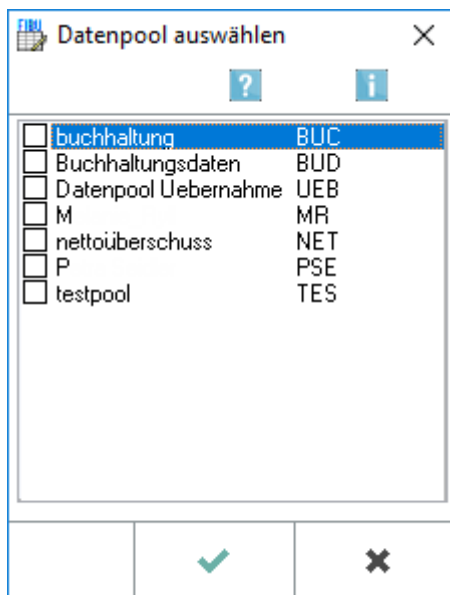 FIBU Datenpool auswählen
? i
buchhaltung BUC
Buchhaltungsdaten BUD
Datenpool Uebernahme UEB
M MR
nettoüberschuss NET
P PSE
testpool TES